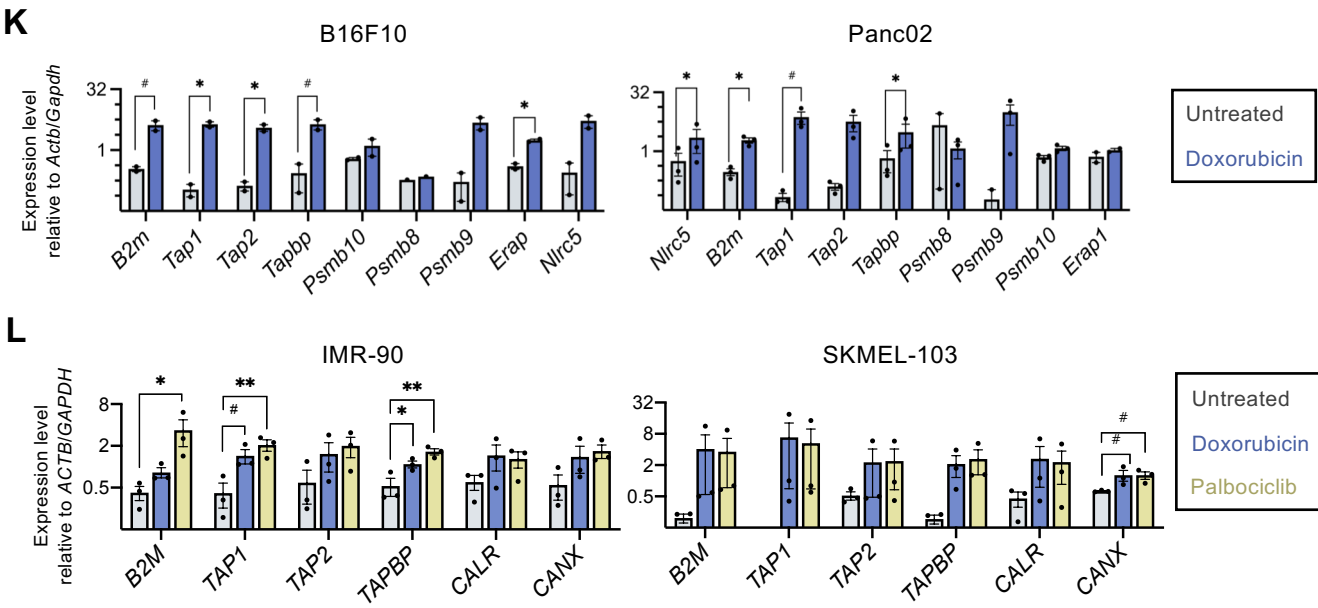 K
B16F10
Panc02
Expression level
relative to Actb/Gapdh
32
1
# * * # *
B2m Tap1 Tap2 Tapbp Psmb10 Psmb8 Psmb9 Erap Nlrc5
32
1
* * # *
Nlrc5 B2m Tap1 Tap2 Tapbp Psmb8 Psmb9 Psmb10 Erap1
Untreated
Doxorubicin
L
IMR-90
SKMEL-103
Expression level
relative to ACTB/GAPDH
8
2
0.5
* ** # ** *
B2M TAP1 TAP2 TAPBP CALR CANX
32
8
2
0.5
# #
B2M TAP1 TAP2 TAPBP CALR CANX
Untreated
Doxorubicin
Palbociclib